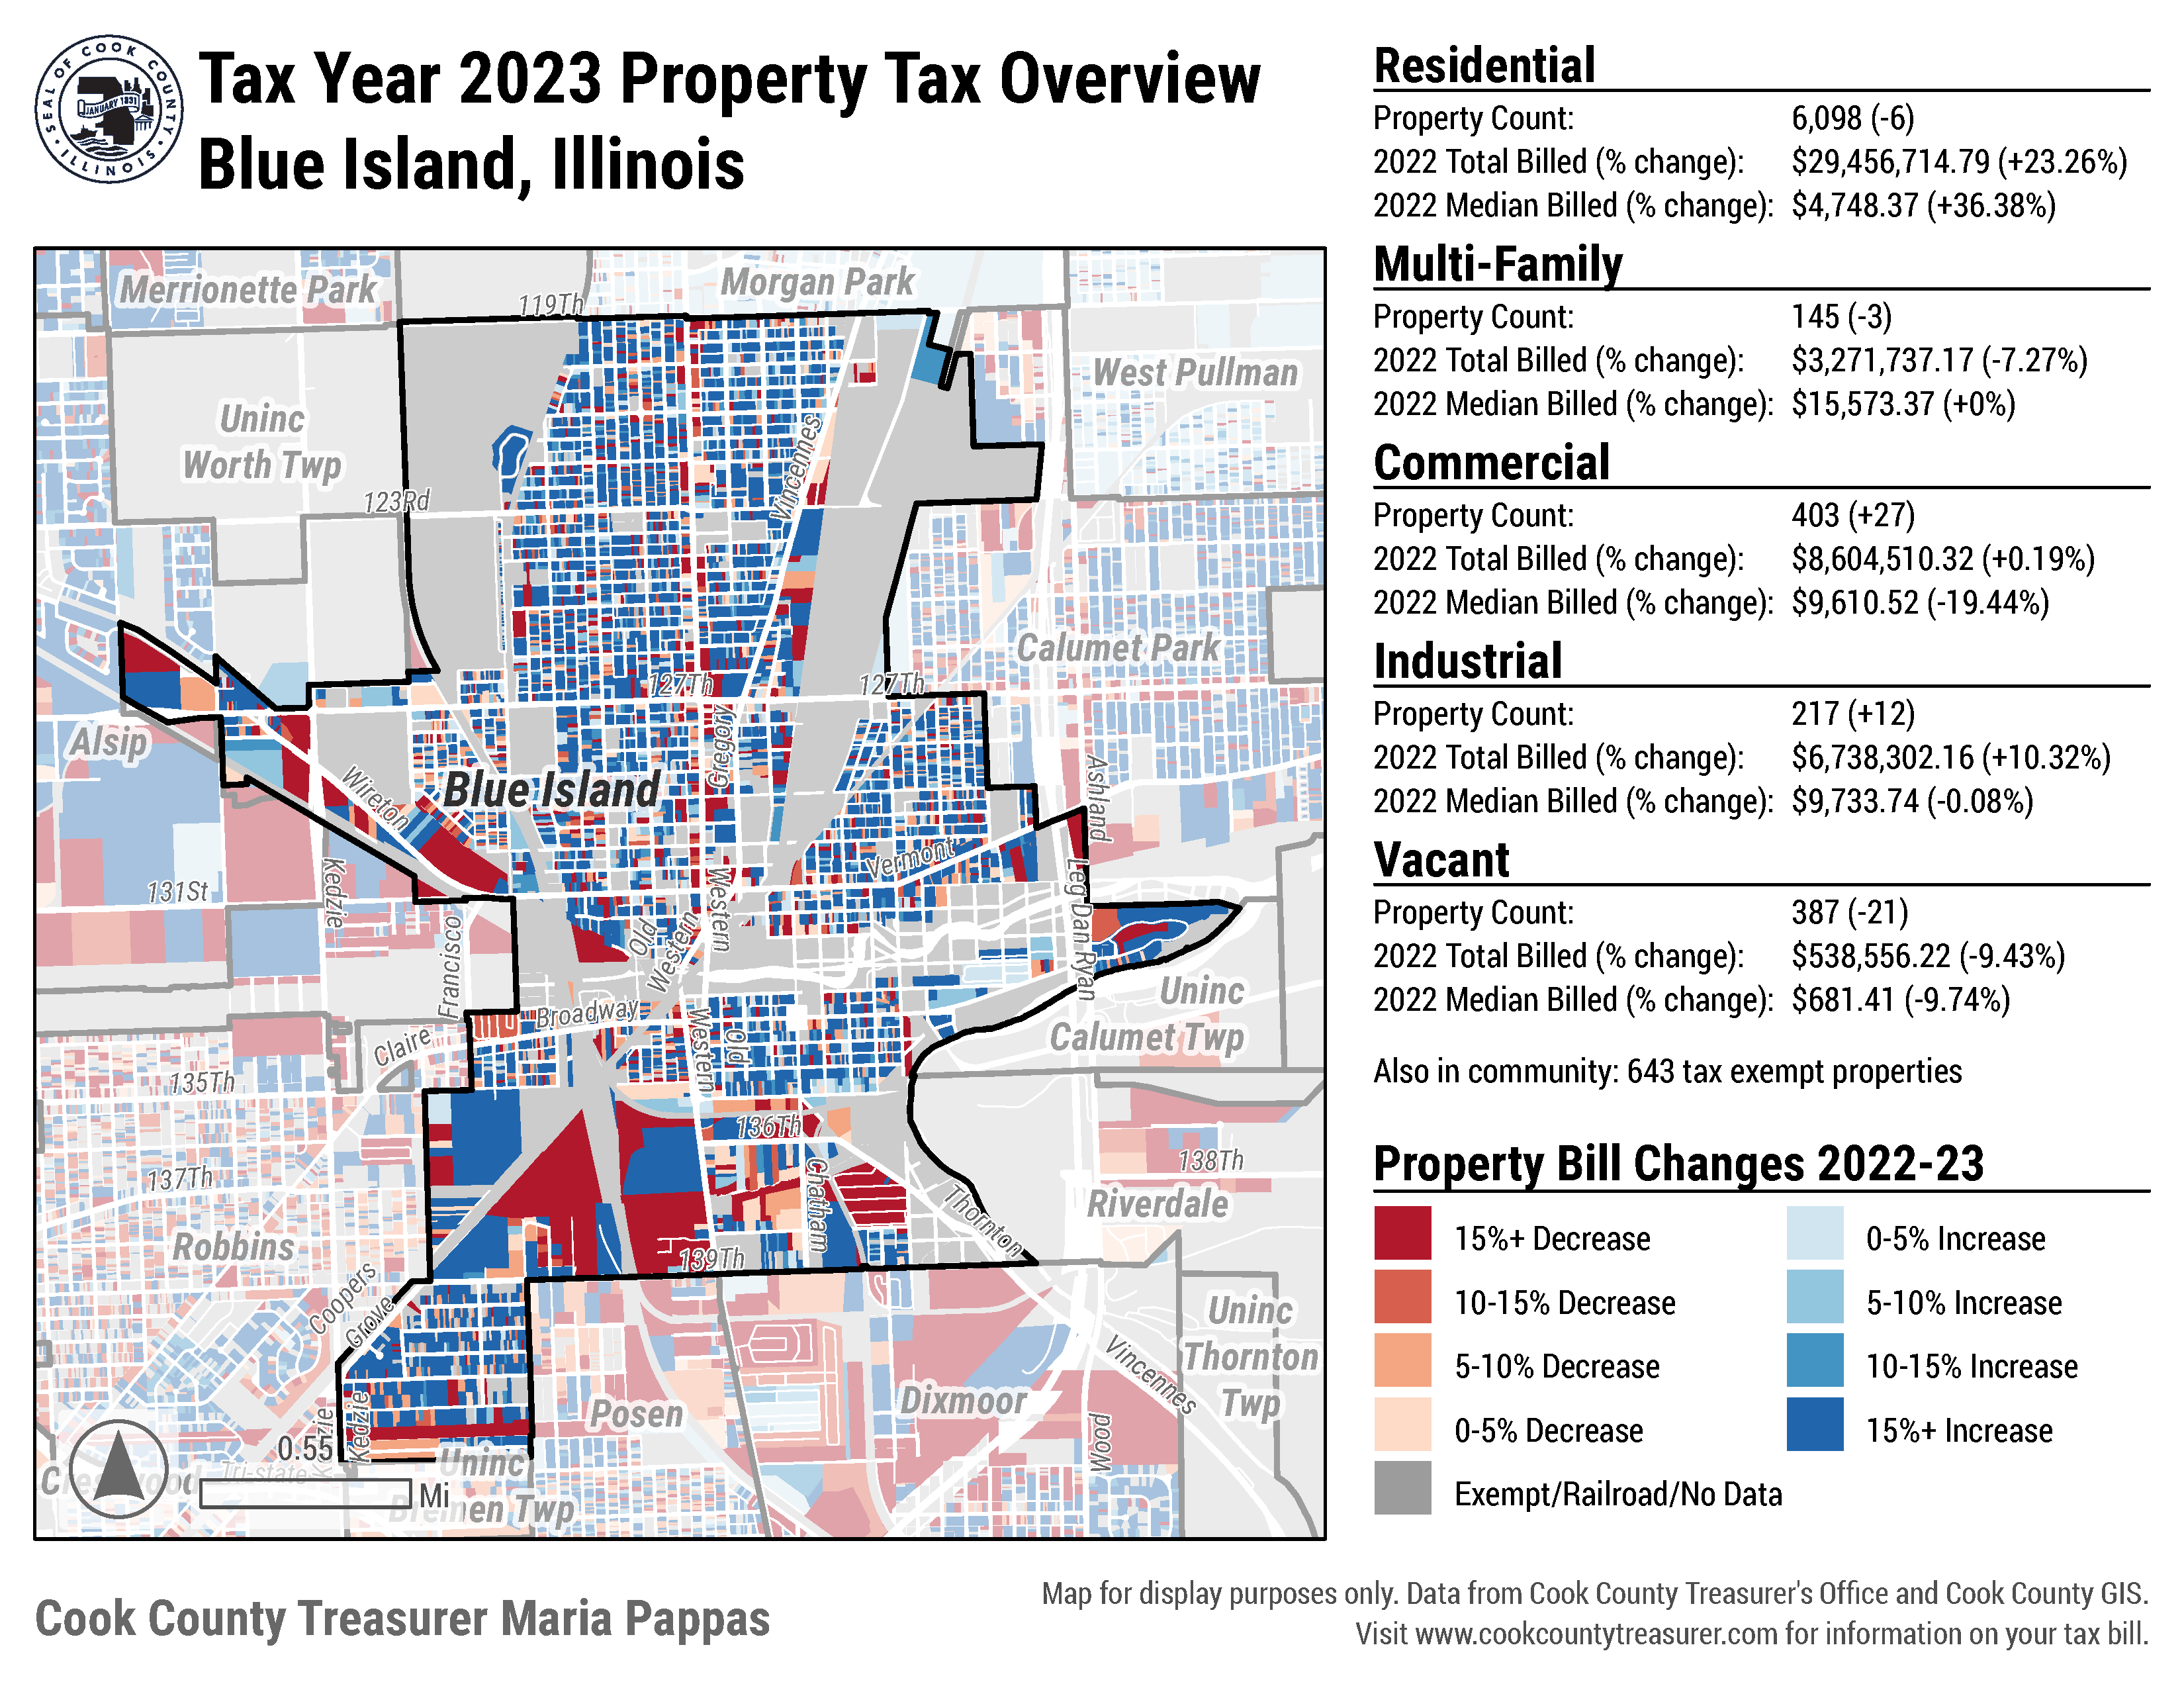 SEAL OF COOK COUNTY
ILLINOIS
JANUARY 1831
Tax Year 2023 Property Tax Overview
Blue Island, Illinois
Merrionette Park
Morgan Park
119Th
West Pullman
Uninc
Worth Twp
123Rd
Vincennes
Calumet Park
127Th
127Th
Alsip
Gregory
Ashland
Wireton
Blue Island
Vermont
131St
Kedzie
Western
Leg Dan Ryan
Francisco
Old
Western
Uninc
Calumet Twp
Broadway
Claire
Western
Old
135Th
136Th
137Th
138Th
Chatham
Thornton
Riverdale
Robbins
139Th
Coopers
Grove
Uninc
Thornton
Twp
Vincennes
Posen
Dixmoor
Wood
Kedzie
0.55
Mi
Tri-state
Uninc
Bremen Twp
Residential
Property Count: 6,098 (-6)
2022 Total Billed (% change): $29,456,714.79 (+23.26%)
2022 Median Billed (% change): $4,748.37 (+36.38%)
Multi-Family
Property Count: 145 (-3)
2022 Total Billed (% change): $3,271,737.17 (-7.27%)
2022 Median Billed (% change): $15,573.37 (+0%)
Commercial
Property Count: 403 (+27)
2022 Total Billed (% change): $8,604,510.32 (+0.19%)
2022 Median Billed (% change): $9,610.52 (-19.44%)
Industrial
Property Count: 217 (+12)
2022 Total Billed (% change): $6,738,302.16 (+10.32%)
2022 Median Billed (% change): $9,733.74 (-0.08%)
Vacant
Property Count: 387 (-21)
2022 Total Billed (% change): $538,556.22 (-9.43%)
2022 Median Billed (% change): $681.41 (-9.74%)
Also in community: 643 tax exempt properties
Property Bill Changes 2022-23
15%+ Decrease
0-5% Increase
10-15% Decrease
5-10% Increase
5-10% Decrease
10-15% Increase
0-5% Decrease
15%+ Increase
Exempt/Railroad/No Data
Cook County Treasurer Maria Pappas
Map for display purposes only. Data from Cook County Treasurer's Office and Cook County GIS.
Visit www.cookcountytreasurer.com for information on your tax bill.